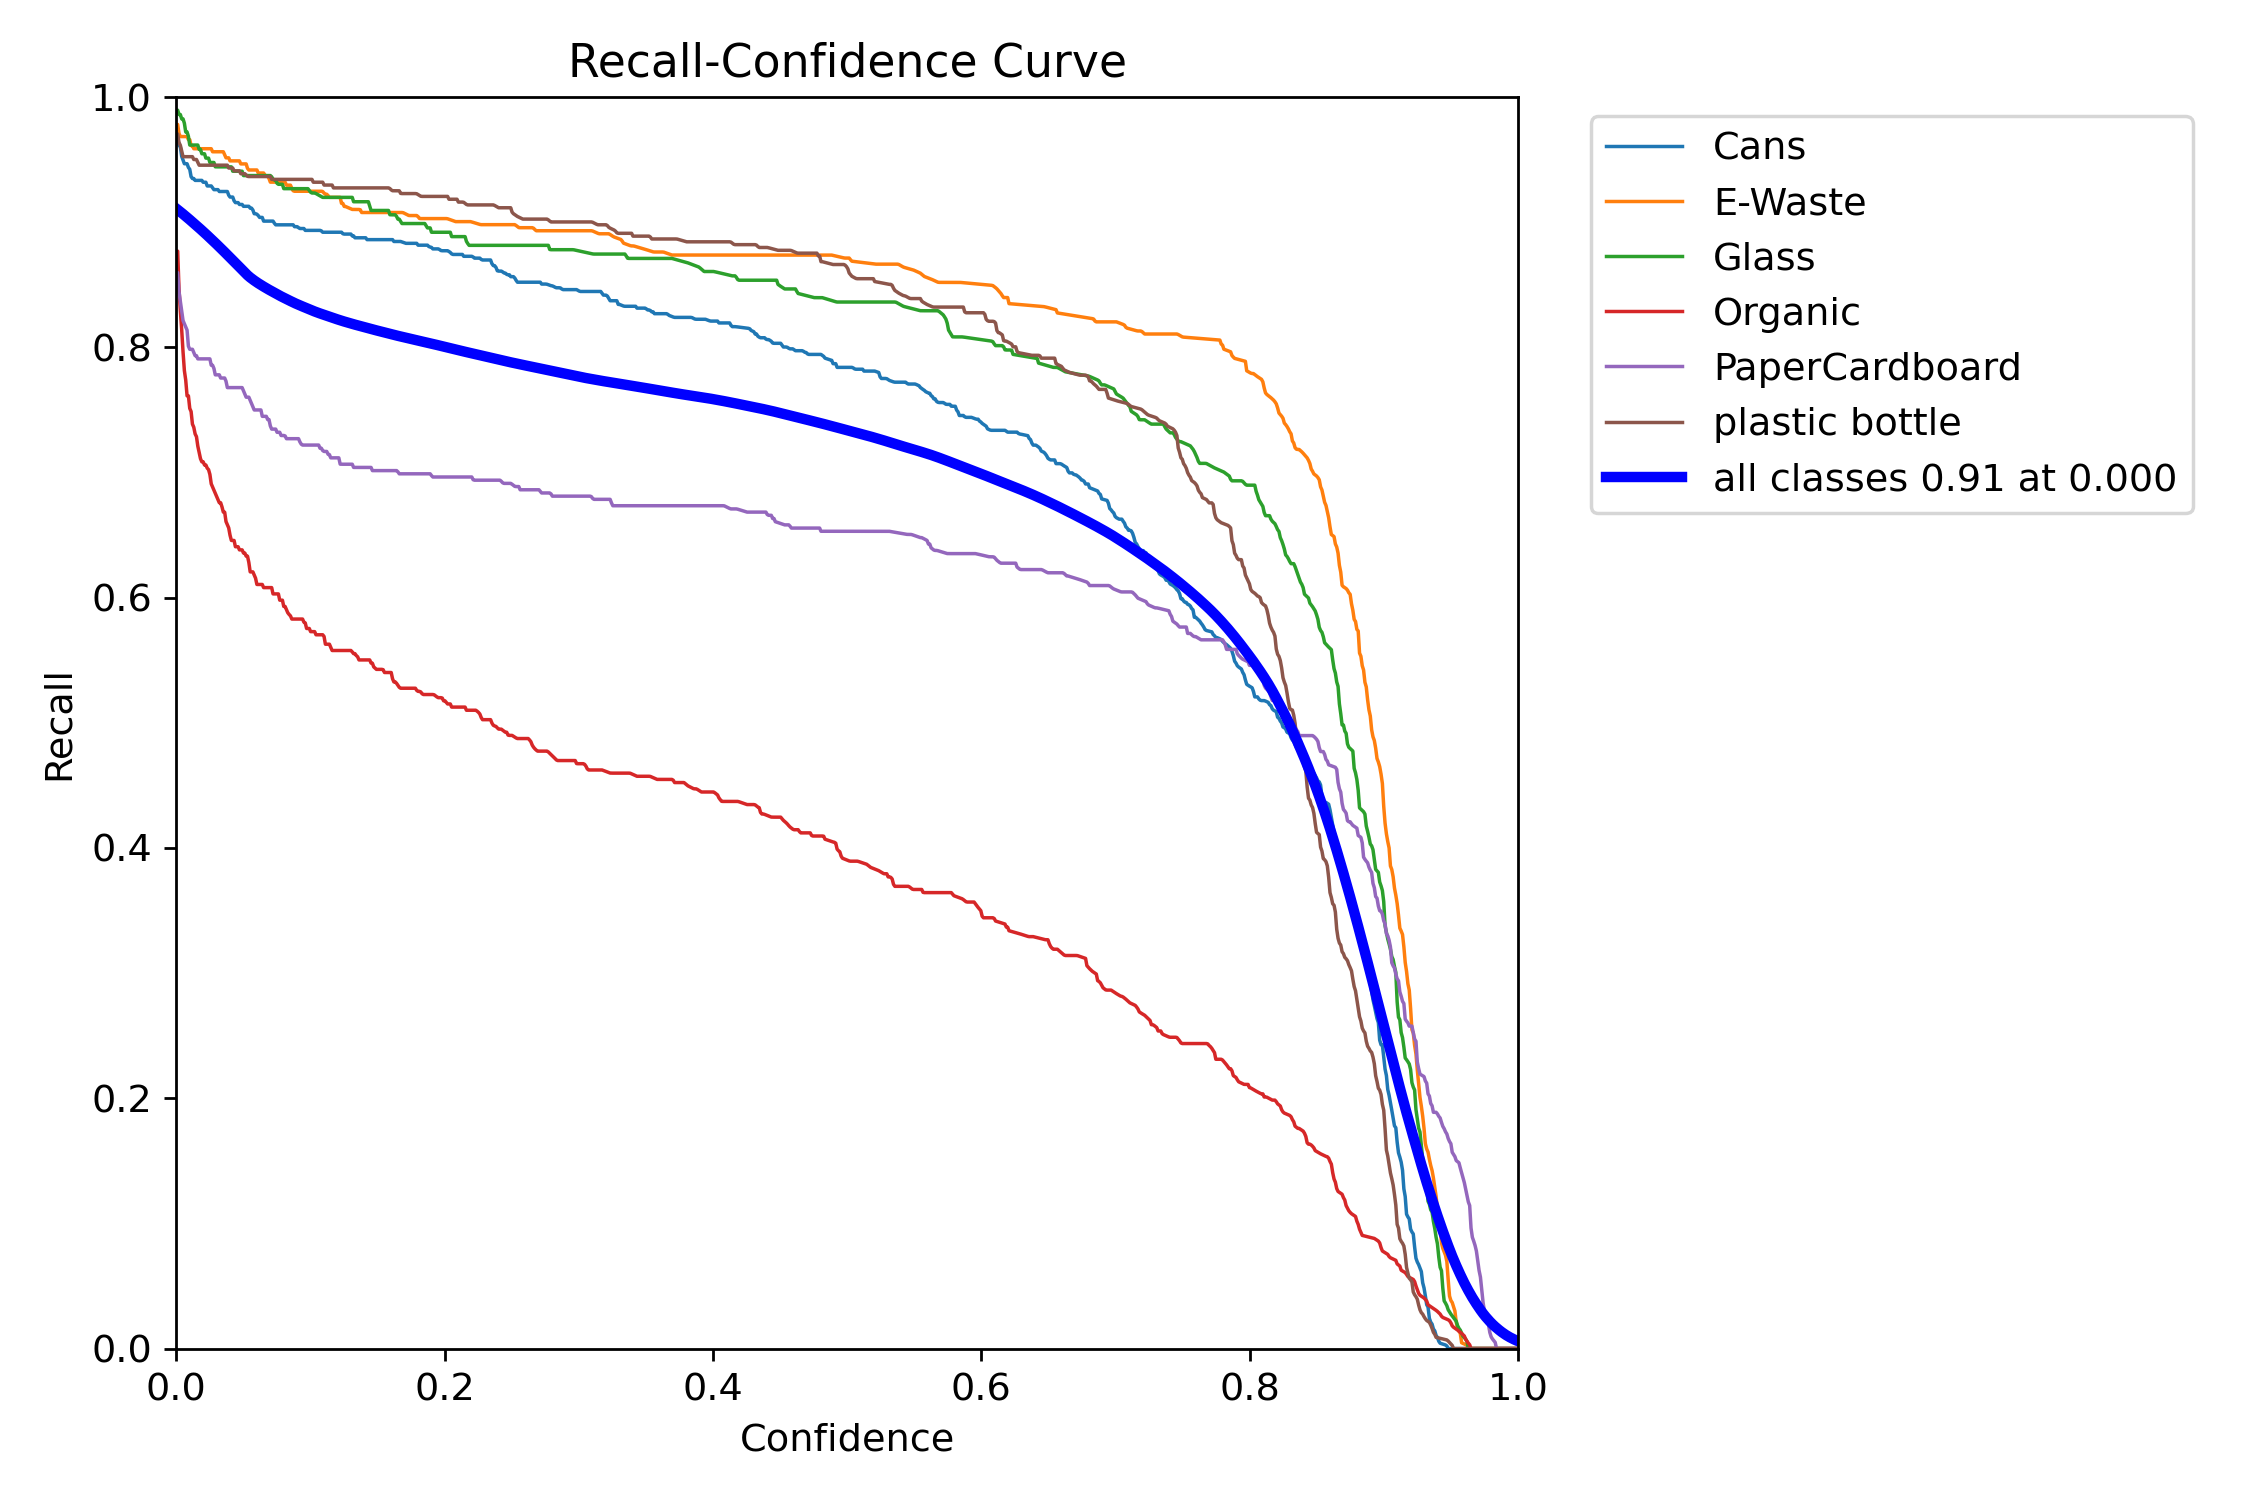 Recall-Confidence Curve
1.0
0.8
0.6
0.4
0.2
0.0
Recall
0.0 0.2 0.4 0.6 0.8 1.0
Confidence
Cans
E-Waste
Glass
Organic
PaperCardboard
plastic bottle
all classes 0.91 at 0.000